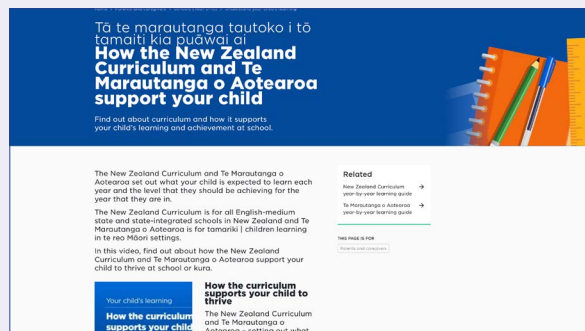 Tā te marautanga tautoko i tō
tamaiti kia puāwai ai
How the New Zealand
Curriculum and Te
Marautanga o Aotearoa
support your child
Find out about curriculum and how it supports
your child's learning and achievement at school.
The New Zealand Curriculum and Te Marautanga o
Aotearoa set out what your child is expected to learn each
year and the level that they should be achieving for the
year that they are in.
The New Zealand Curriculum is for all English-medium
state and state-integrated schools in New Zealand and Te
Marautanga o Aotearoa is for tamariki | children learning
in te reo Māori settings.
In this video, find out about how the New Zealand
Curriculum and Te Marautanga o Aotearoa support your
child to thrive at school or kura.
Related
New Zealand Curriculum
year-by-year learning guide
Te Marautanga o Aotearoa
year-by-year learning guide
THIS PAGE IS FOR
Parents and caregivers
Your child's learning
How the curriculum
supports your child
How the curriculum
supports your child to
thrive
The New Zealand Curriculum
and Te Marautanga o
Aotearoa – setting out what